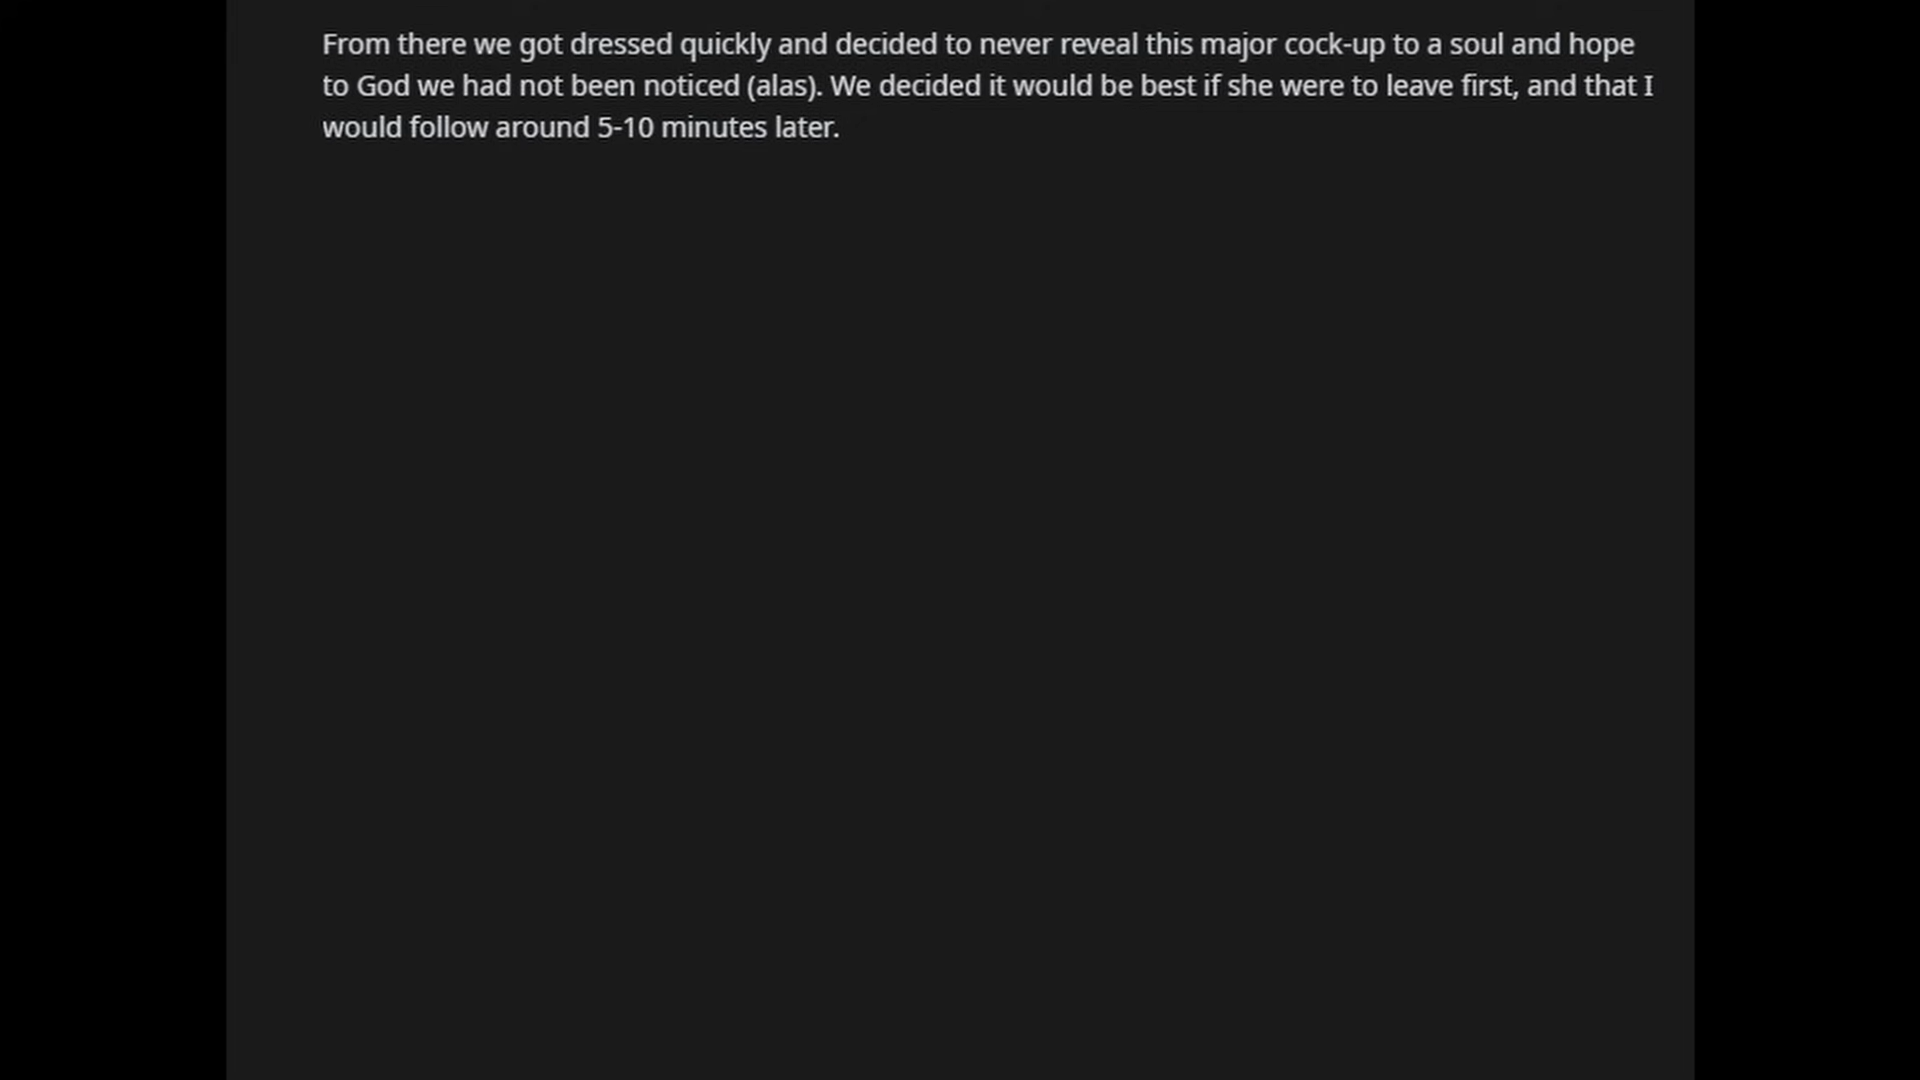 From there we got dressed quickly and decided to never reveal this major cock-up to a soul and hope
to God we had not been noticed (alas). We decided it would be best if she were to leave first, and that I
would follow around 5-10 minutes later.